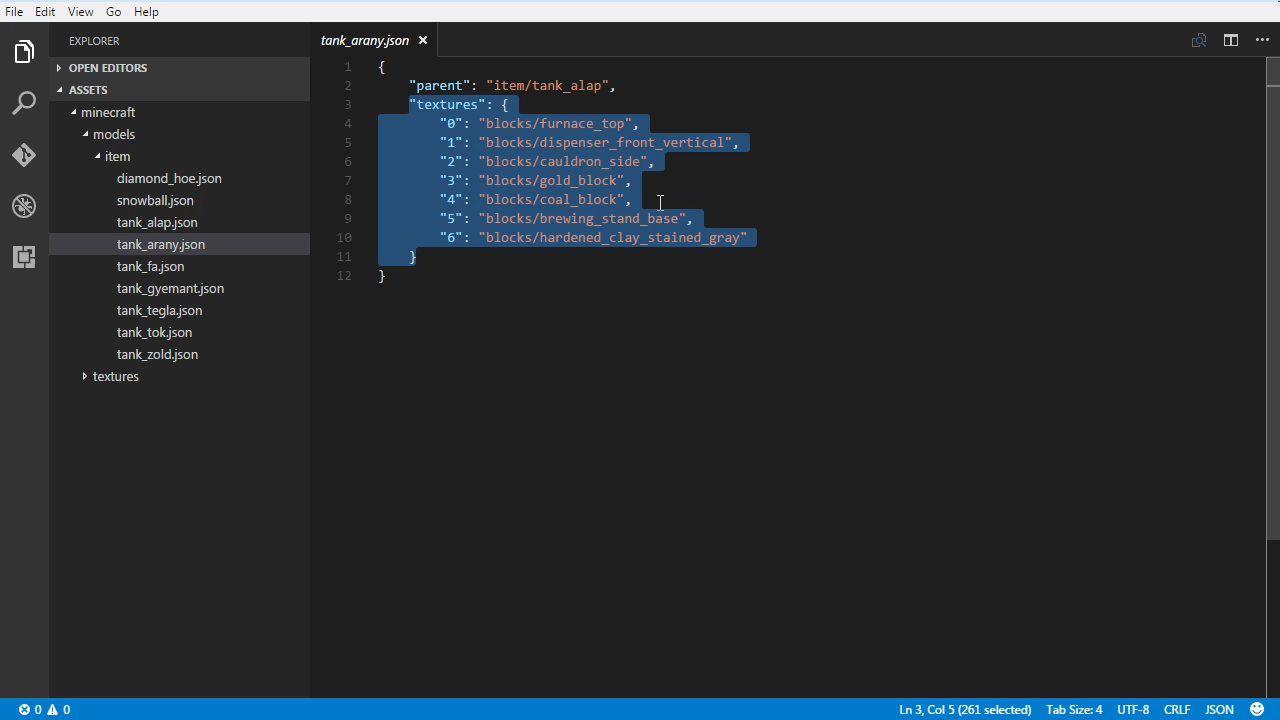 File Edit View Go Help
EXPLORER
OPEN EDITORS
ASSETS
minecraft
models
item
diamond_hoe.json
snowball.json
tank_alap.json
tank_arany.json
tank_fa.json
tank_gyemant.json
tank_tegla.json
tank_tok.json
tank_zold.json
textures
tank_arany.json
1 {
2 "parent": "item/tank_alap",
3 "textures": {
4 "0": "blocks/furnace_top",
5 "1": "blocks/dispenser_front_vertical",
6 "2": "blocks/cauldron_side",
7 "3": "blocks/gold_block",
8 "4": "blocks/coal_block",
9 "5": "blocks/brewing_stand_base",
10 "6": "blocks/hardened_clay_stained_gray"
11 }
12 }
0 0 Ln 3, Col 5 (261 selected) Tab Size: 4 UTF-8 CRLF JSON